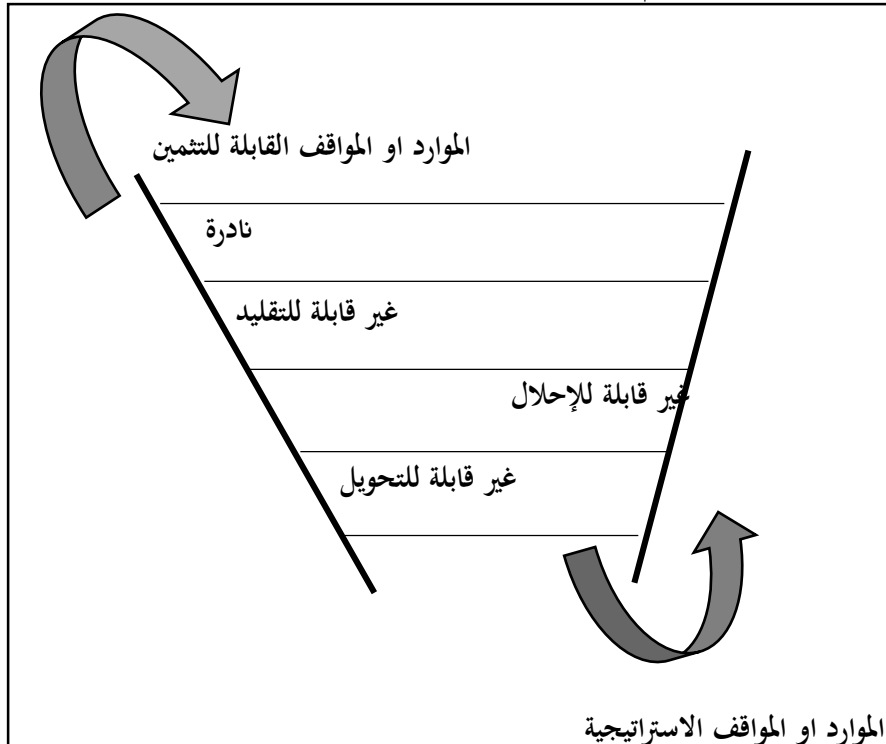 الموارد او المواقف القابلة للتثمين
نادرة
غير قابلة للتقليد
غير قابلة للإحلال
غير قابلة للتحويل
الموارد او المواقف الاستراتيجية